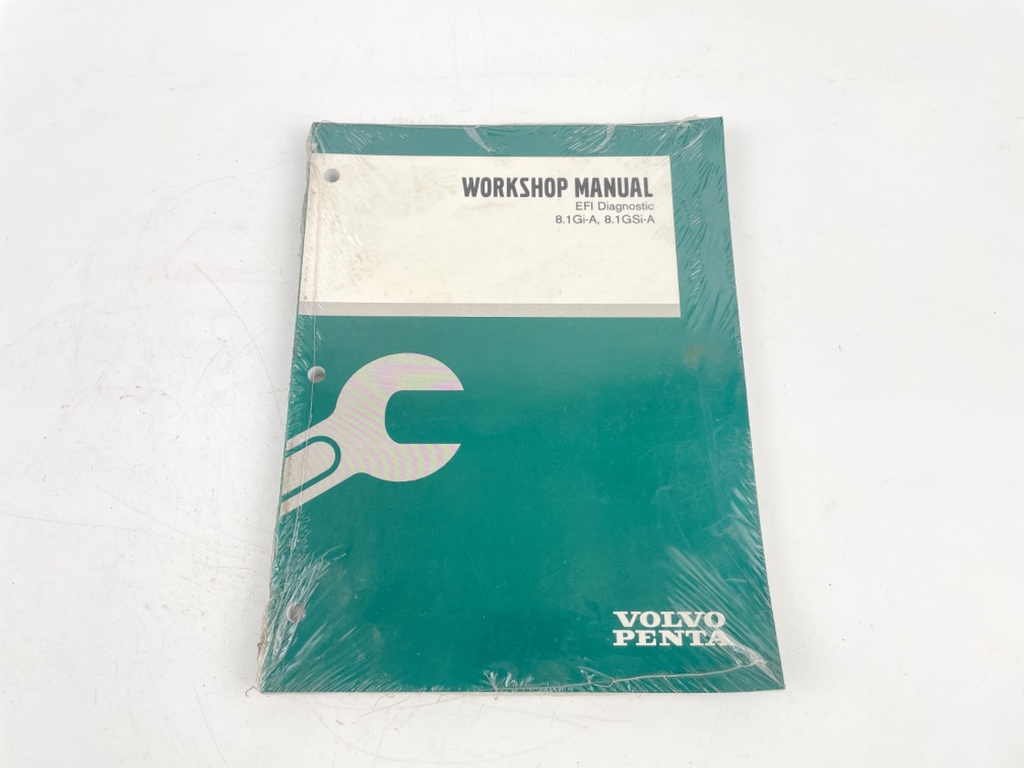 WORKSHOP MANUAL
EFI Diagnostic
8.1Gi-A, 8.1GSi-A
VOLVO
PENTA